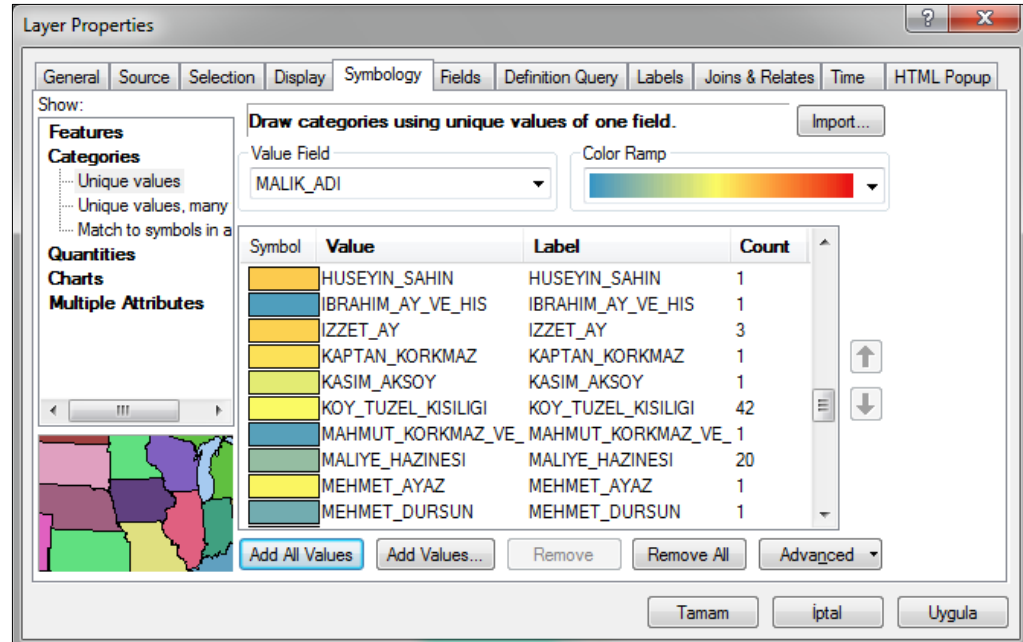 Layer Properties
General Source Selection Display Symbology Fields Definition Query Labels Joins & Relates Time HTML Popup
Show:
Features
Categories
Unique values
Unique values, many
Match to symbols in a
Quantities
Charts
Multiple Attributes
Draw categories using unique values of one field.
Import...
Value Field
MALIK_ADI
Color Ramp
Symbol Value Label Count
HUSEYIN_SAHIN HUSEYIN_SAHIN 1
IBRAHIM_AY_VE_HIS IBRAHIM_AY_VE_HIS 1
IZZET_AY IZZET_AY 3
KAPTAN_KORKMAZ KAPTAN_KORKMAZ 1
KASIM_AKSOY KASIM_AKSOY 1
KOY_TUZEL_KISILIGI KOY_TUZEL_KISILIGI 42
MAHMUT_KORKMAZ_VE_ MAHMUT_KORKMAZ_VE_ 1
MALIYE_HAZINESI MALIYE_HAZINESI 20
MEHMET_AYAZ MEHMET_AYAZ 1
MEHMET_DURSUN MEHMET_DURSUN 1
Add All Values Add Values... Remove Remove All Advanced
Tamam İptal Uygula